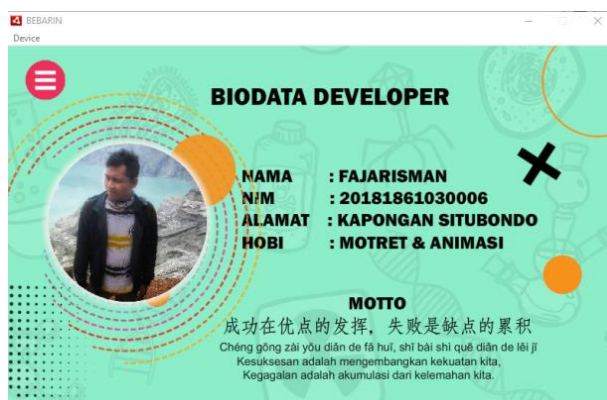 BEBARIN
Device
BIODATA DEVELOPER
NAMA : FAJARISMAN
NIM : 20181861030006
ALAMAT : KAPONGAN SITUBONDO
HOBI : MOTRET & ANIMASI
MOTTO
成功在优点的发挥，失败是缺点的累积
Chéng gōng zài yōu diǎn de fā huī, shī bài shì quē diǎn de lěi jī
Kesuksesan adalah mengembangkan kekuatan kita,
Kegagalan adalah akumulasi dari kelemahan kita.